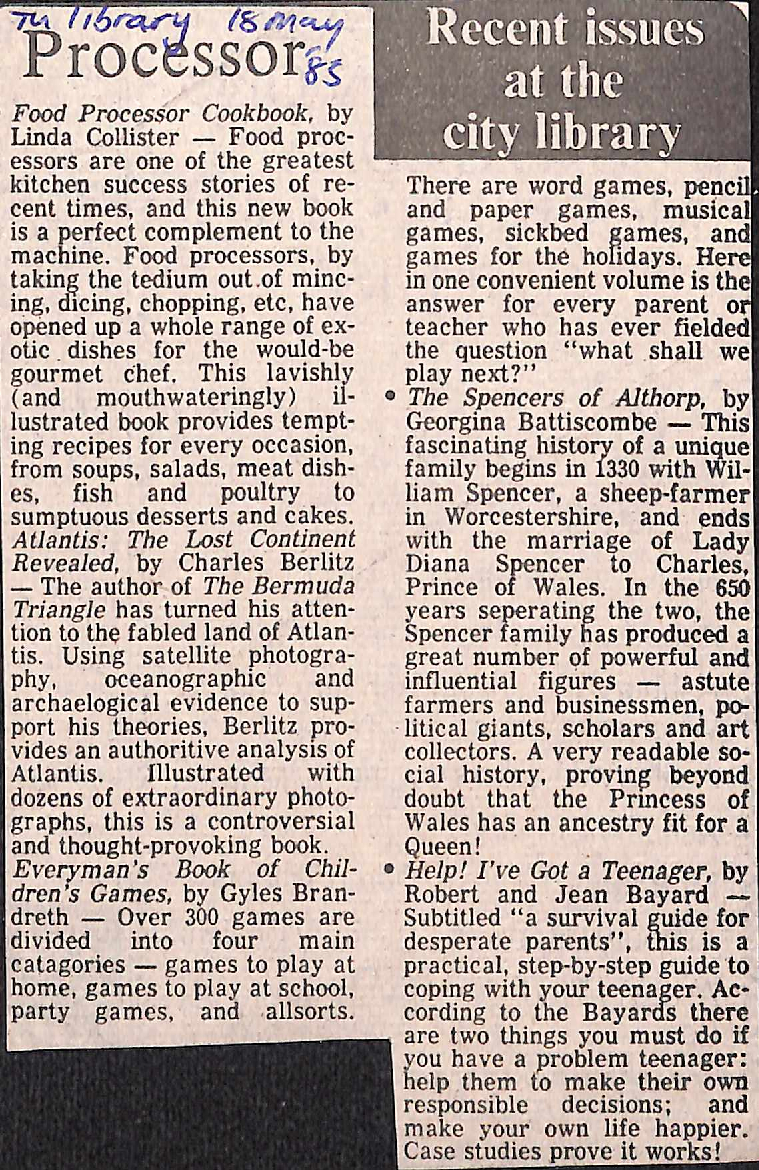 TN library 18 May 85
Processor
Food Processor Cookbook, by
Linda Collister — Food proc-
essors are one of the greatest
kitchen success stories of re-
cent times, and this new book
is a perfect complement to the
machine. Food processors, by
taking the tedium out of minc-
ing, dicing, chopping, etc, have
opened up a whole range of ex-
otic dishes for the would-be
gourmet chef. This lavishly
(and mouthwateringly) il-
lustrated book provides tempt-
ing recipes for every occasion,
from soups, salads, meat dish-
es, fish and poultry to
sumptuous desserts and cakes.
Atlantis: The Lost Continent
Revealed, by Charles Berlitz
— The author of The Bermuda
Triangle has turned his atten-
tion to the fabled land of Atlan-
tis. Using satellite photogra-
phy, oceanographic and
archaelogical evidence to sup-
port his theories, Berlitz pro-
vides an authoritive analysis of
Atlantis. Illustrated with
dozens of extraordinary photo-
graphs, this is a controversial
and thought-provoking book.
Everyman's Book of Chil-
dren's Games, by Gyles Bran-
dreth — Over 300 games are
divided into four main
catagories — games to play at
home, games to play at school,
party games, and allsorts.
Recent issues
at the
city library
There are word games, pencil
and paper games, musical
games, sickbed games, and
games for the holidays. Here
in one convenient volume is the
answer for every parent or
teacher who has ever fielded
the question "what shall we
play next?"
• The Spencers of Althorp, by
Georgina Battiscombe — This
fascinating history of a unique
family begins in 1330 with Wil-
liam Spencer, a sheep-farmer
in Worcestershire, and ends
with the marriage of Lady
Diana Spencer to Charles,
Prince of Wales. In the 650
years seperating the two, the
Spencer family has produced a
great number of powerful and
influential figures — astute
farmers and businessmen, po-
litical giants, scholars and art
collectors. A very readable so-
cial history, proving beyond
doubt that the Princess of
Wales has an ancestry fit for a
Queen!
• Help! I've Got a Teenager, by
Robert and Jean Bayard —
Subtitled "a survival guide for
desperate parents", this is a
practical, step-by-step guide to
coping with your teenager. Ac-
cording to the Bayards there
are two things you must do if
you have a problem teenager:
help them to make their own
responsible decisions; and
make your own life happier.
Case studies prove it works!